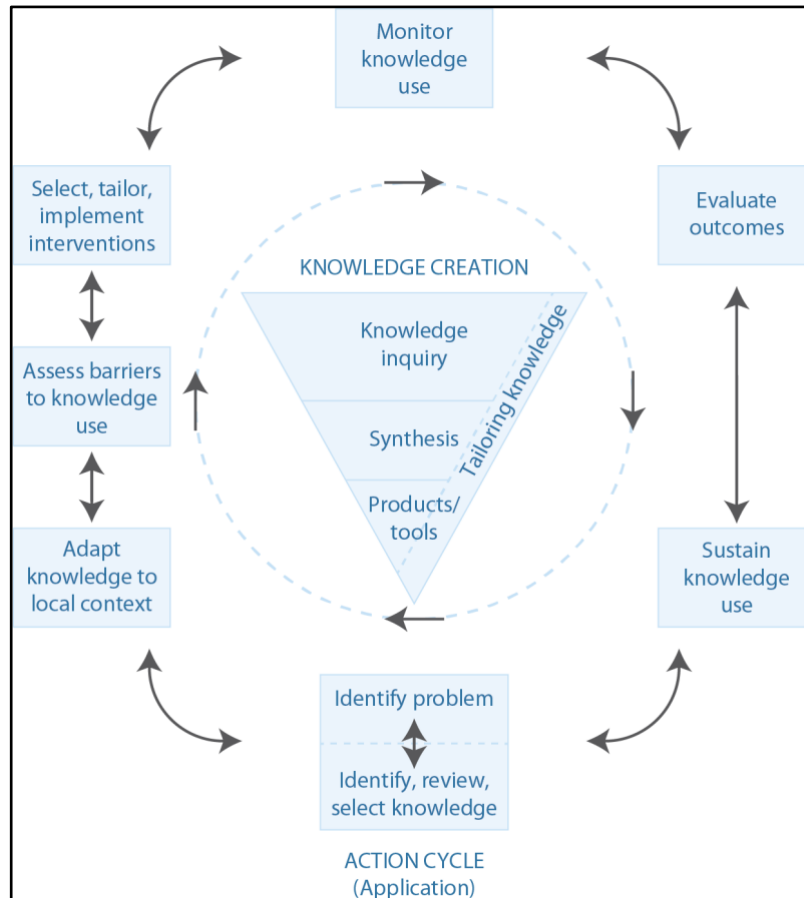 Monitor
knowledge
use
Select, tailor,
implement
interventions
Evaluate
outcomes
KNOWLEDGE CREATION
Knowledge
inquiry
Tailoring knowledge
Assess barriers
to knowledge
use
Synthesis
Products/
tools
Adapt
knowledge to
local context
Sustain
knowledge
use
Identify problem
Identify, review,
select knowledge
ACTION CYCLE
(Application)